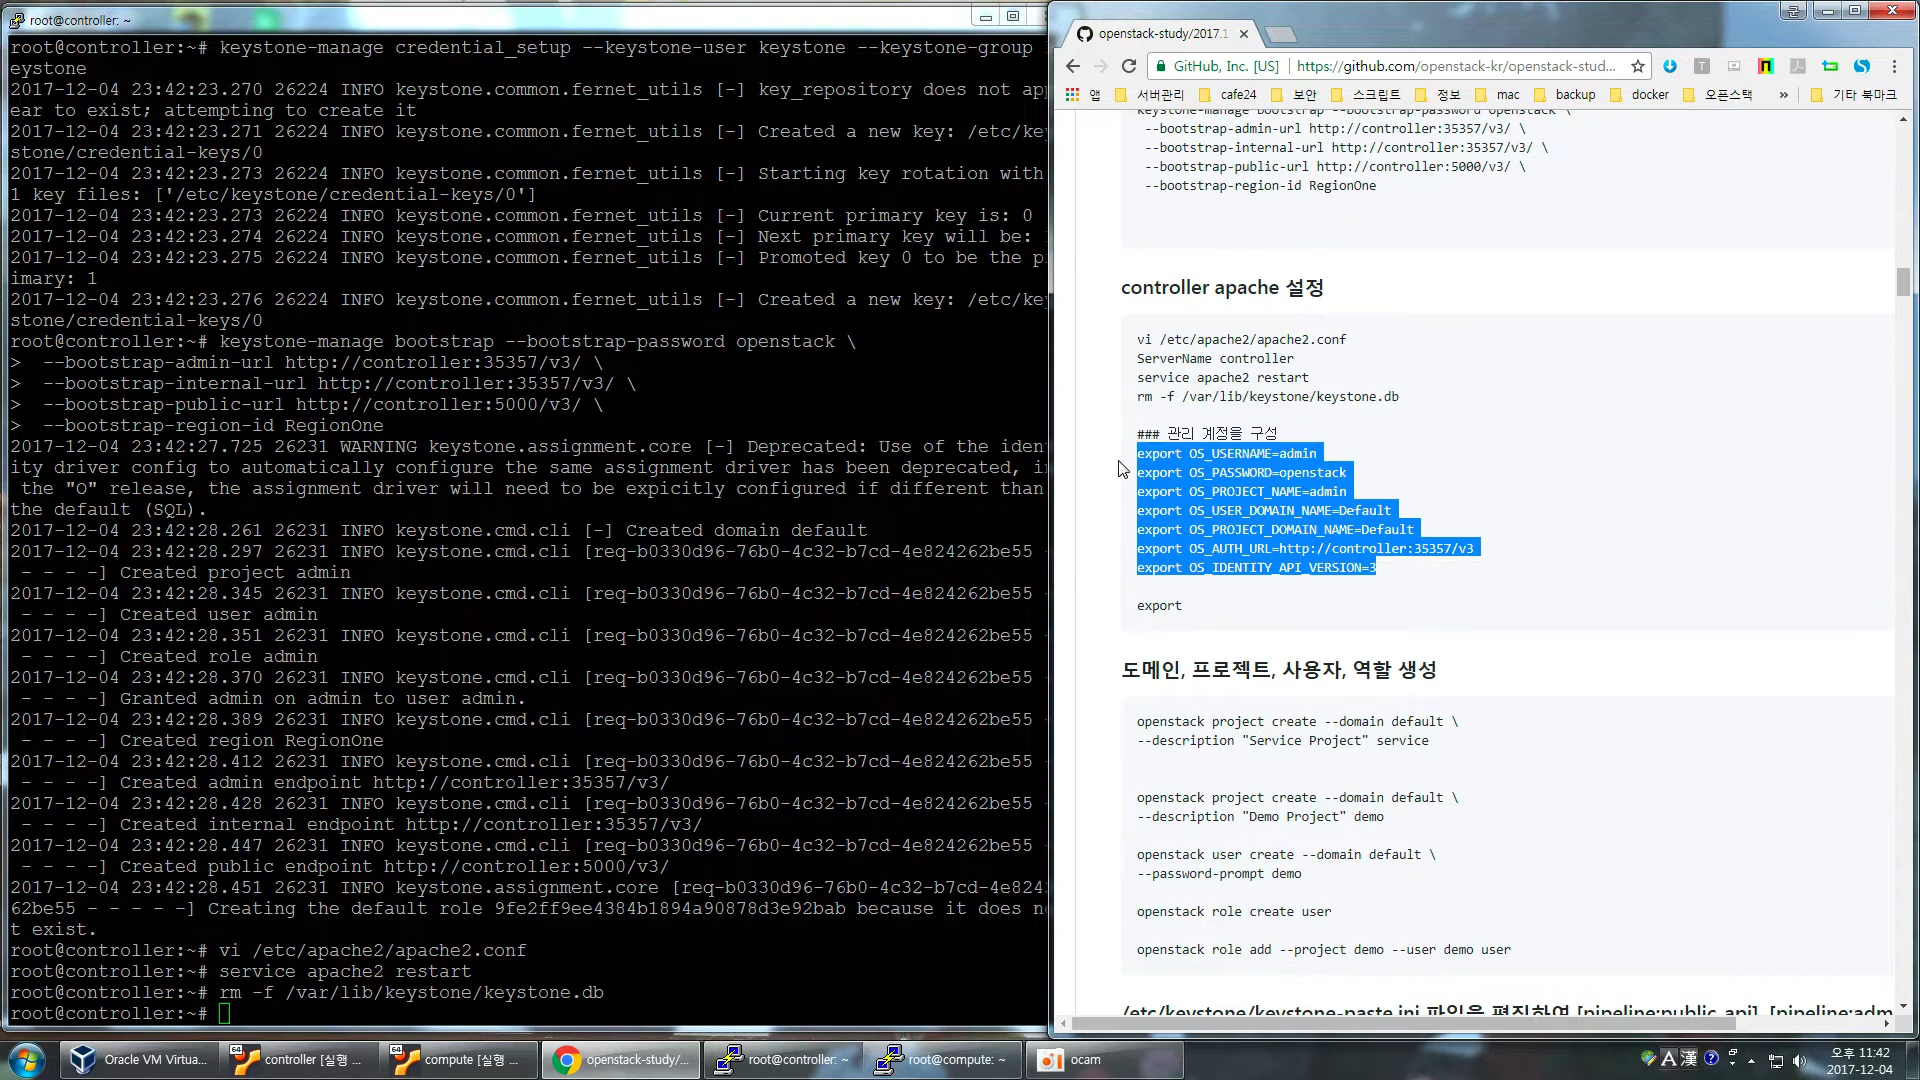 root@controller: ~
root@controller:~# keystone-manage credential_setup --keystone-user keystone --keystone-group
eystone
2017-12-04 23:42:23.270 26224 INFO keystone.common.fernet_utils [-] key_repository does not ap
ear to exist; attempting to create it
2017-12-04 23:42:23.271 26224 INFO keystone.common.fernet_utils [-] Created a new key: /etc/ke
stone/credential-keys/0
2017-12-04 23:42:23.273 26224 INFO keystone.common.fernet_utils [-] Starting key rotation with
1 key files: ['/etc/keystone/credential-keys/0']
2017-12-04 23:42:23.273 26224 INFO keystone.common.fernet_utils [-] Current primary key is: 0
2017-12-04 23:42:23.274 26224 INFO keystone.common.fernet_utils [-] Next primary key will be:
2017-12-04 23:42:23.275 26224 INFO keystone.common.fernet_utils [-] Promoted key 0 to be the p
imary: 1
2017-12-04 23:42:23.276 26224 INFO keystone.common.fernet_utils [-] Created a new key: /etc/ke
stone/credential-keys/0
root@controller:~# keystone-manage bootstrap --bootstrap-password openstack \
>  --bootstrap-admin-url http://controller:35357/v3/ \
>  --bootstrap-internal-url http://controller:35357/v3/ \
>  --bootstrap-public-url http://controller:5000/v3/ \
>  --bootstrap-region-id RegionOne
2017-12-04 23:42:27.725 26231 WARNING keystone.assignment.core [-] Deprecated: Use of the iden
ity driver config to automatically configure the same assignment driver has been deprecated, i
 the "O" release, the assignment driver will need to be expicitly configured if different than
the default (SQL).
2017-12-04 23:42:28.261 26231 INFO keystone.cmd.cli [-] Created domain default
2017-12-04 23:42:28.297 26231 INFO keystone.cmd.cli [req-b0330d96-76b0-4c32-b7cd-4e824262be55
 - - - -] Created project admin
2017-12-04 23:42:28.345 26231 INFO keystone.cmd.cli [req-b0330d96-76b0-4c32-b7cd-4e824262be55
 - - - -] Created user admin
2017-12-04 23:42:28.351 26231 INFO keystone.cmd.cli [req-b0330d96-76b0-4c32-b7cd-4e824262be55
 - - - -] Created role admin
2017-12-04 23:42:28.370 26231 INFO keystone.cmd.cli [req-b0330d96-76b0-4c32-b7cd-4e824262be55
 - - - -] Granted admin on admin to user admin.
2017-12-04 23:42:28.389 26231 INFO keystone.cmd.cli [req-b0330d96-76b0-4c32-b7cd-4e824262be55
 - - - -] Created region RegionOne
2017-12-04 23:42:28.412 26231 INFO keystone.cmd.cli [req-b0330d96-76b0-4c32-b7cd-4e824262be55
 - - - -] Created admin endpoint http://controller:35357/v3/
2017-12-04 23:42:28.428 26231 INFO keystone.cmd.cli [req-b0330d96-76b0-4c32-b7cd-4e824262be55
 - - - -] Created internal endpoint http://controller:35357/v3/
2017-12-04 23:42:28.447 26231 INFO keystone.cmd.cli [req-b0330d96-76b0-4c32-b7cd-4e824262be55
 - - - -] Created public endpoint http://controller:5000/v3/
2017-12-04 23:42:28.451 26231 INFO keystone.assignment.core [req-b0330d96-76b0-4c32-b7cd-4e824
62be55 - - - - -] Creating the default role 9fe2ff9ee4384b1894a90878d3e92bab because it does n
t exist.
root@controller:~# vi /etc/apache2/apache2.conf
root@controller:~# service apache2 restart
root@controller:~# rm -f /var/lib/keystone/keystone.db
root@controller:~#
openstack-study/2017.1
GitHub, Inc. [US] https://github.com/openstack-kr/openstack-stud...
앱 서버관리 cafe24 보안 스크립트 정보 mac backup docker 오픈스택 » 기타 북마크
keystone-manage bootstrap --bootstrap-password openstack \
--bootstrap-admin-url http://controller:35357/v3/ \
--bootstrap-internal-url http://controller:35357/v3/ \
--bootstrap-public-url http://controller:5000/v3/ \
--bootstrap-region-id RegionOne
controller apache 설정
vi /etc/apache2/apache2.conf
ServerName controller
service apache2 restart
rm -f /var/lib/keystone/keystone.db
### 관리 계정을 구성
export OS_USERNAME=admin
export OS_PASSWORD=openstack
export OS_PROJECT_NAME=admin
export OS_USER_DOMAIN_NAME=Default
export OS_PROJECT_DOMAIN_NAME=Default
export OS_AUTH_URL=http://controller:35357/v3
export OS_IDENTITY_API_VERSION=3
export
도메인, 프로젝트, 사용자, 역할 생성
openstack project create --domain default \
--description "Service Project" service
openstack project create --domain default \
--description "Demo Project" demo
openstack user create --domain default \
--password-prompt demo
openstack role create user
openstack role add --project demo --user demo user
/etc/keystone/keystone-paste.ini 파일을 편집하여 [pipeline:public_api], [pipeline:adm
Oracle VM Virtua... controller [실행 ... compute [실행 ... openstack-study/... root@controller: ~ root@compute: ~ ocam
A 漢
오후 11:42
2017-12-04